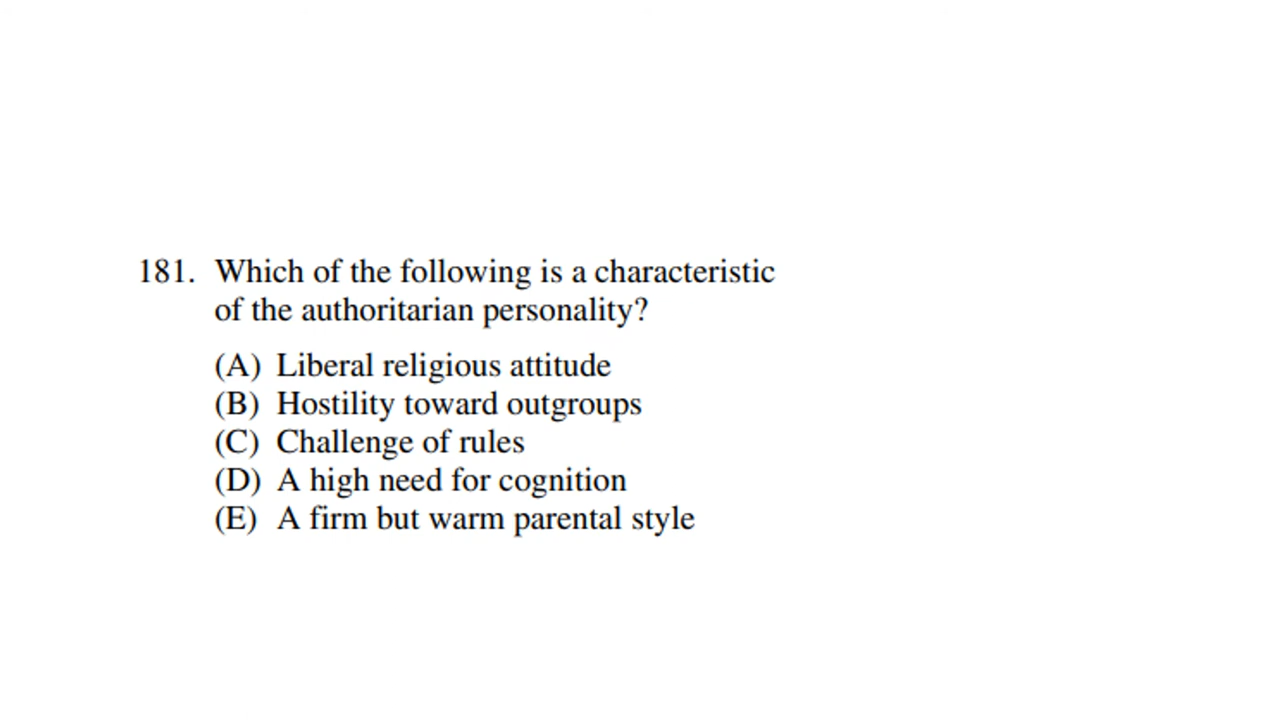 181. Which of the following is a characteristic
of the authoritarian personality?
(A) Liberal religious attitude
(B) Hostility toward outgroups
(C) Challenge of rules
(D) A high need for cognition
(E) A firm but warm parental style